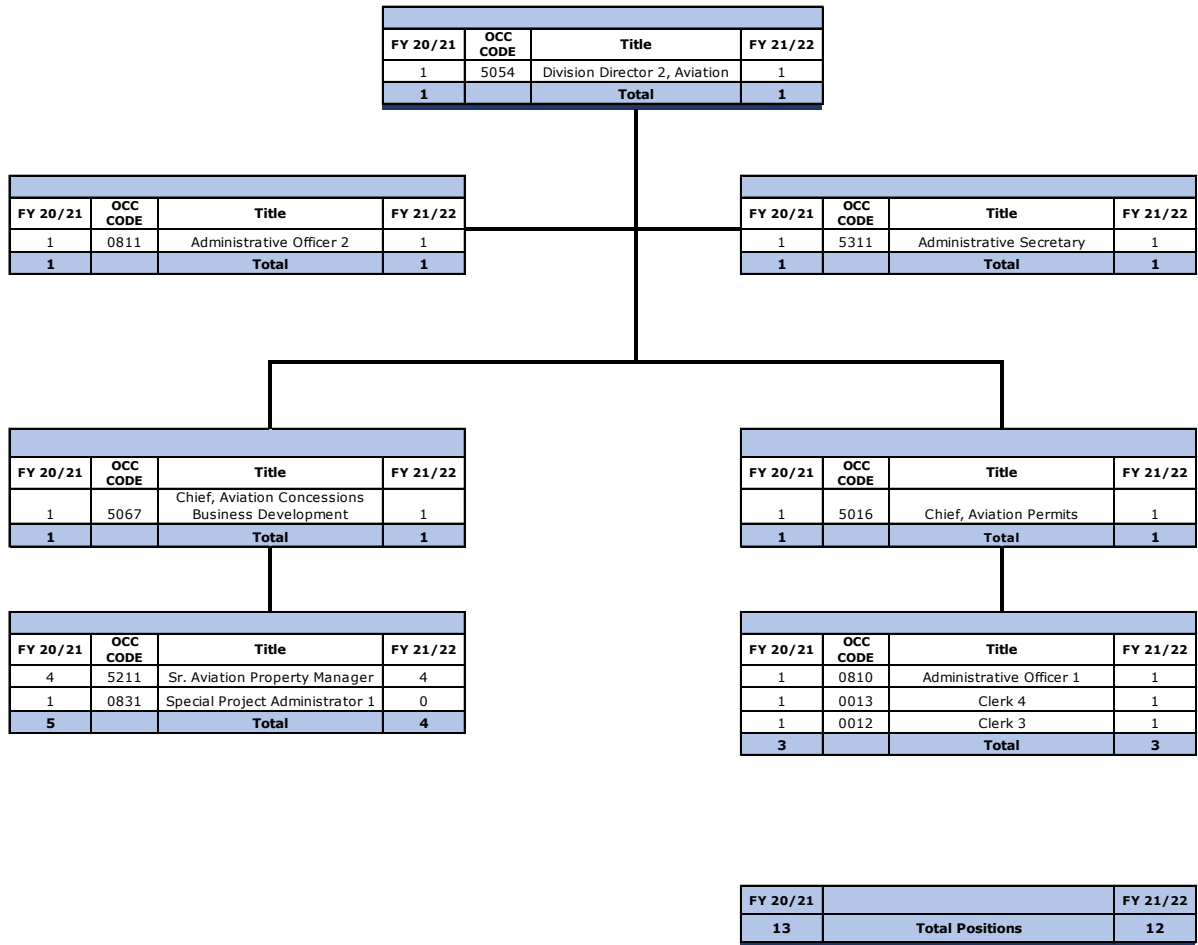 FY 20/21 OCC CODE Title FY 21/22
1 5054 Division Director 2, Aviation 1
1 Total 1
FY 20/21 OCC CODE Title FY 21/22
1 0811 Administrative Officer 2 1
1 Total 1
FY 20/21 OCC CODE Title FY 21/22
1 5311 Administrative Secretary 1
1 Total 1
FY 20/21 OCC CODE Title FY 21/22
Chief, Aviation Concessions
1 5067 Business Development 1
1 Total 1
FY 20/21 OCC CODE Title FY 21/22
1 5016 Chief, Aviation Permits 1
1 Total 1
FY 20/21 OCC CODE Title FY 21/22
4 5211 Sr. Aviation Property Manager 4
1 0831 Special Project Administrator 1 0
5 Total 4
FY 20/21 OCC CODE Title FY 21/22
1 0810 Administrative Officer 1 1
1 0013 Clerk 4 1
1 0012 Clerk 3 1
3 Total 3
FY 20/21 FY 21/22
13 Total Positions 12